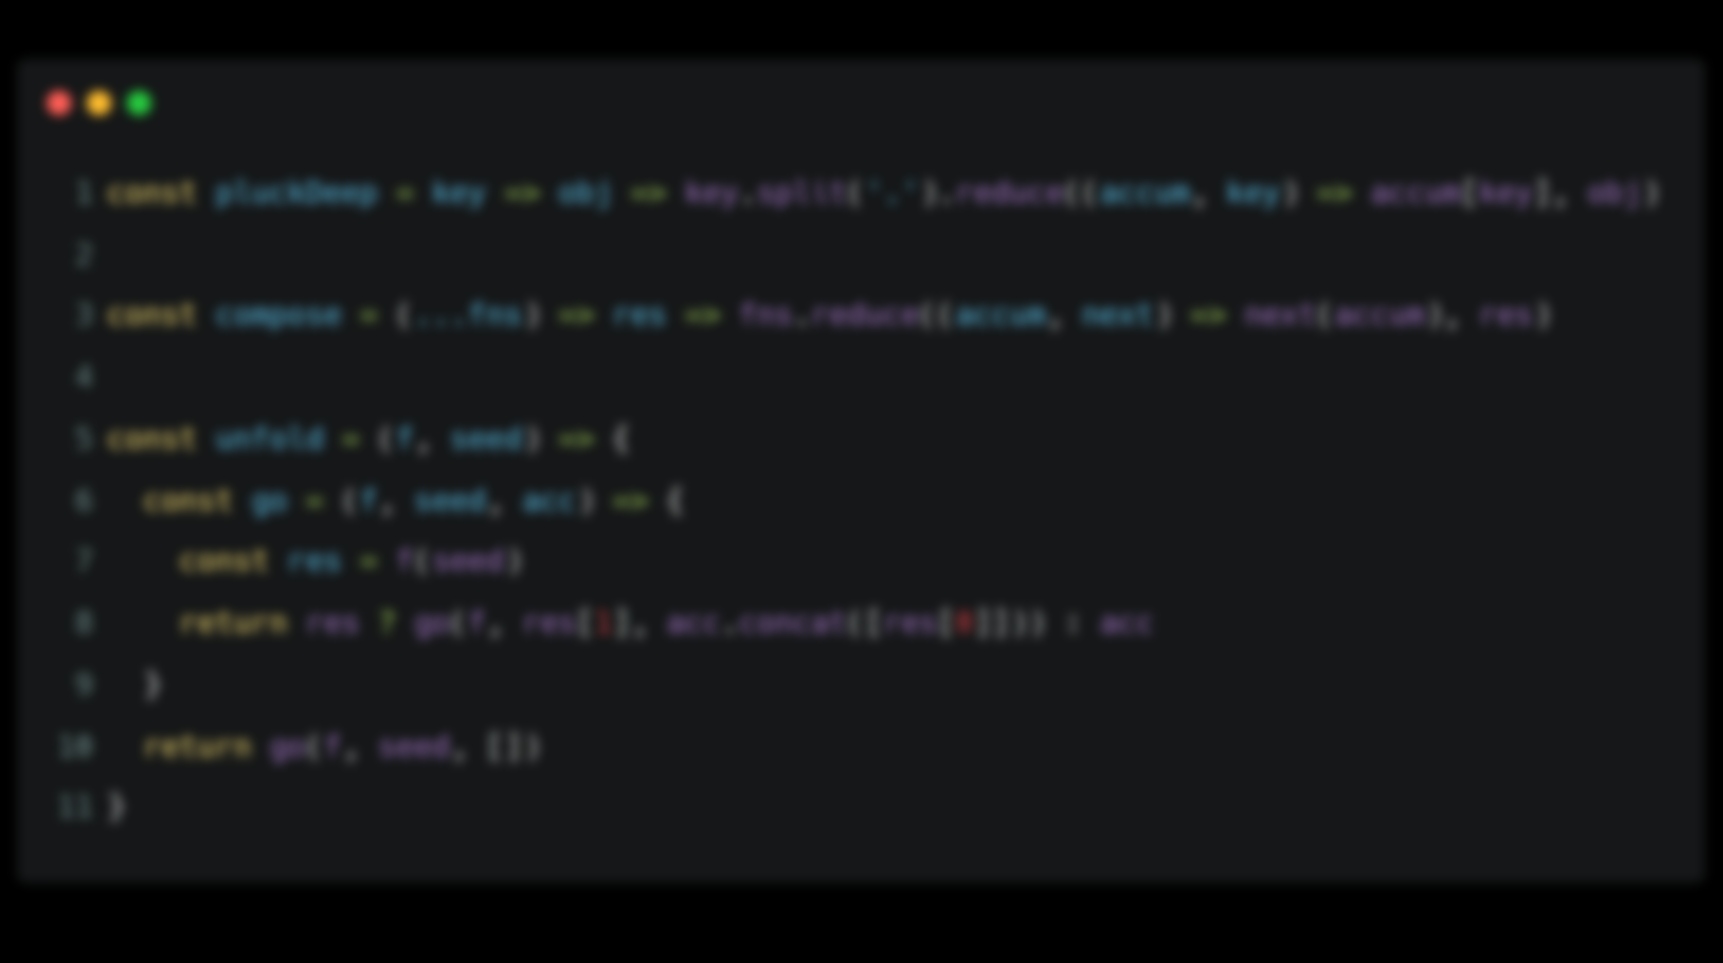 1 const pluckDeep = key => obj => key.split('.').reduce((accum, key) => accum[key], obj)
2
3 const compose = (...fns) => res => fns.reduce((accum, next) => next(accum), res)
4
5 const unfold = (f, seed) => {
6   const go = (f, seed, acc) => {
7     const res = f(seed)
8     return res ? go(f, res[1], acc.concat([res[0]])) : acc
9   }
10   return go(f, seed, [])
11 }